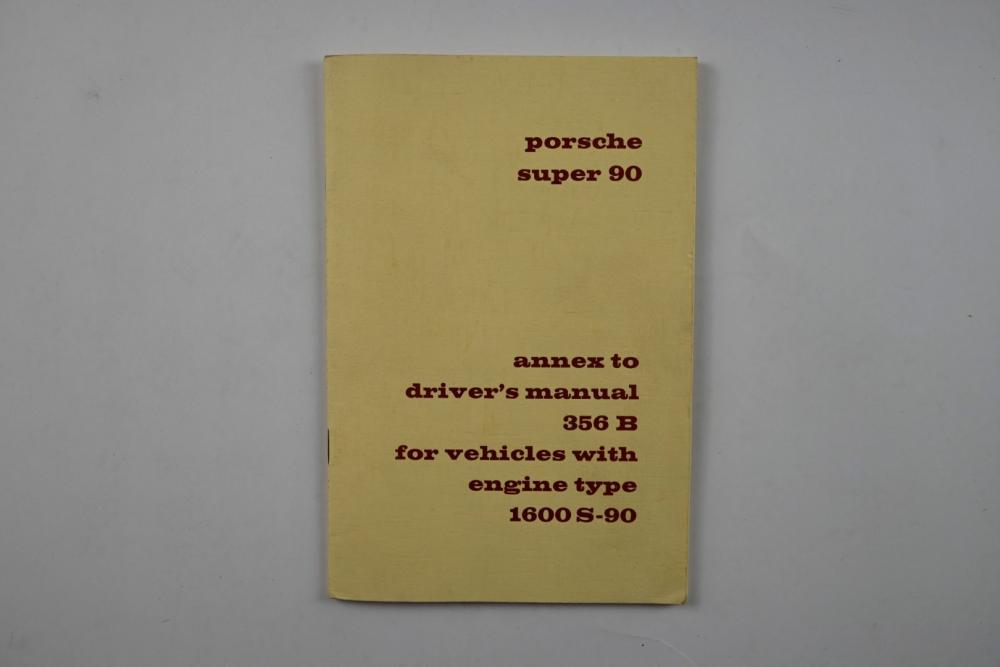 porsche
super 90
annex to
driver's manual
356 B
for vehicles with
engine type
1600 S-90